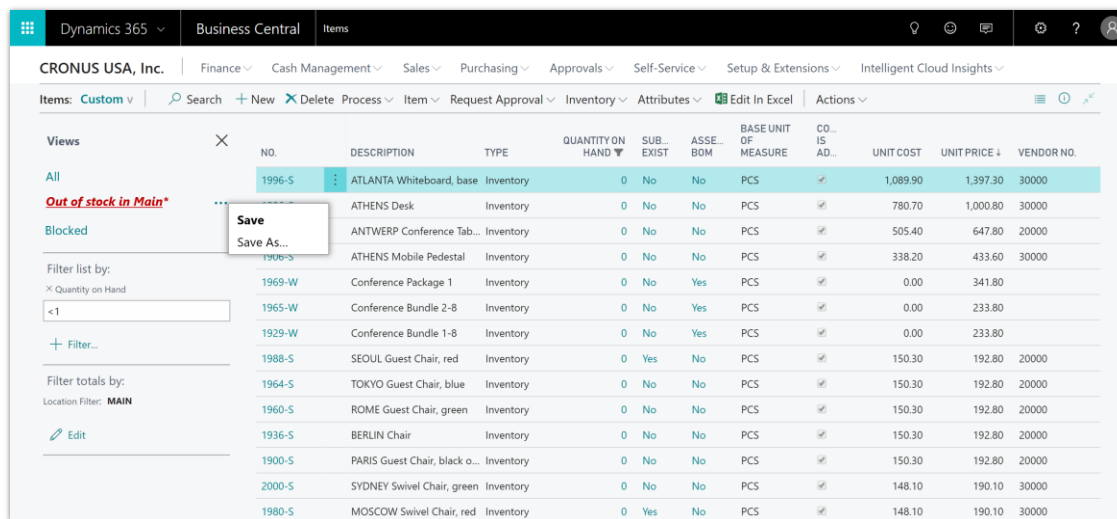 Dynamics 365 Business Central Items ?
CRONUS USA, Inc. Finance Cash Management Sales Purchasing Approvals Self-Service Setup & Extensions Intelligent Cloud Insights
Items: Custom Search + New Delete Process Item Request Approval Inventory Attributes Edit In Excel Actions
Views
All
Out of stock in Main*
...
Save
Save As...
Blocked
Filter list by:
× Quantity on Hand
<1
+ Filter...
Filter totals by:
Location Filter: MAIN
Edit
NO. DESCRIPTION TYPE QUANTITY ON HAND SUB... EXIST ASSE... BOM BASE UNIT OF MEASURE CO... IS AD... UNIT COST UNIT PRICE ↓ VENDOR NO.
1996-S ATLANTA Whiteboard, base Inventory 0 No No PCS 1,089.90 1,397.30 30000
ATHENS Desk Inventory 0 No No PCS 780.70 1,000.80 30000
ANTWERP Conference Tab... Inventory 0 No No PCS 505.40 647.80 20000
1906-S ATHENS Mobile Pedestal Inventory 0 No No PCS 338.20 433.60 30000
1969-W Conference Package 1 Inventory 0 No Yes PCS 0.00 341.80
1965-W Conference Bundle 2-8 Inventory 0 No Yes PCS 0.00 233.80
1929-W Conference Bundle 1-8 Inventory 0 No Yes PCS 0.00 233.80
1988-S SEOUL Guest Chair, red Inventory 0 Yes No PCS 150.30 192.80 20000
1964-S TOKYO Guest Chair, blue Inventory 0 No No PCS 150.30 192.80 20000
1960-S ROME Guest Chair, green Inventory 0 No No PCS 150.30 192.80 20000
1936-S BERLIN Chair Inventory 0 No No PCS 150.30 192.80 20000
1900-S PARIS Guest Chair, black o... Inventory 0 No No PCS 150.30 192.80 20000
2000-S SYDNEY Swivel Chair, green Inventory 0 No No PCS 148.10 190.10 30000
1980-S MOSCOW Swivel Chair, red Inventory 0 Yes No PCS 148.10 190.10 30000